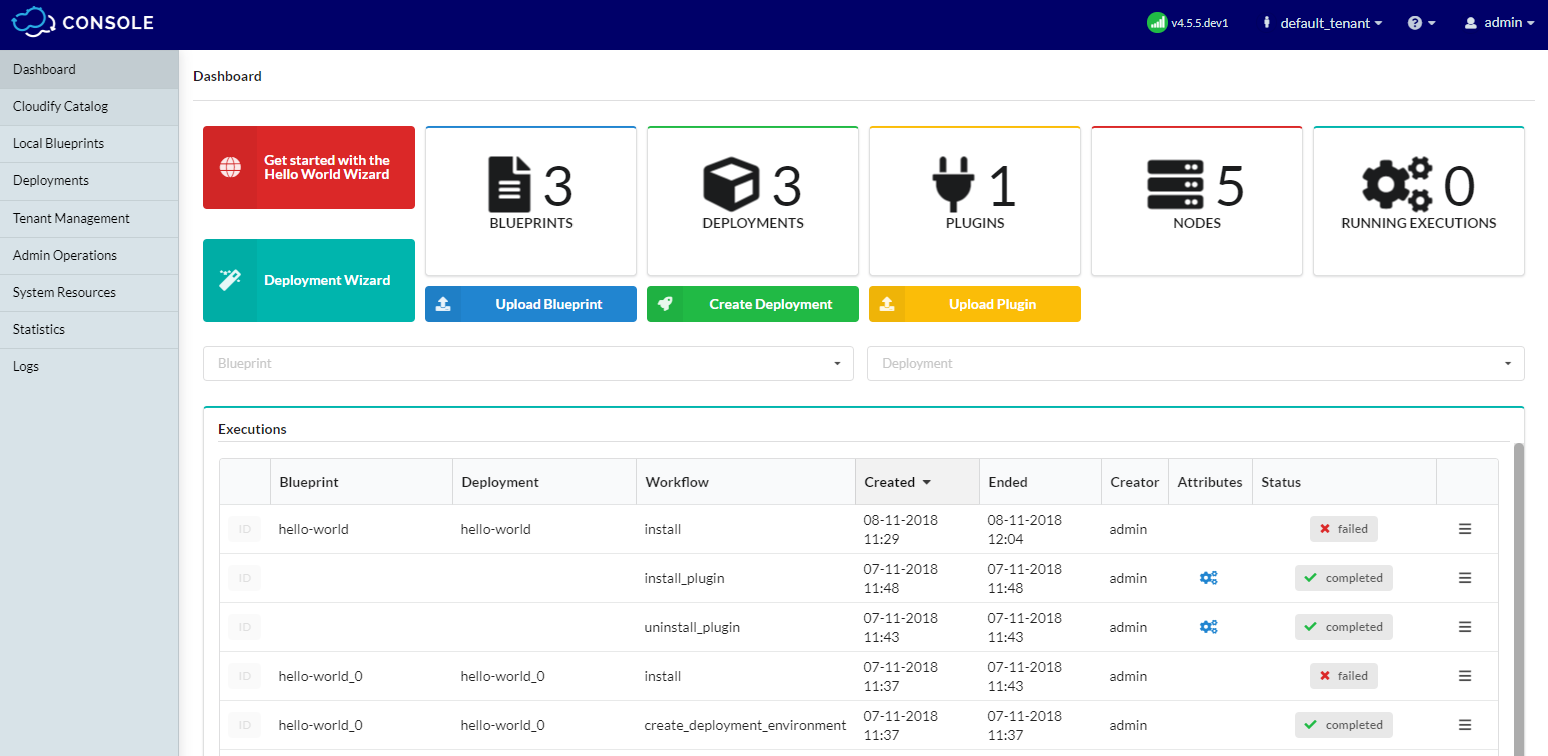 CONSOLE
v4.5.5.dev1
default_tenant
admin
Dashboard
Cloudify Catalog
Local Blueprints
Deployments
Tenant Management
Admin Operations
System Resources
Statistics
Logs
Dashboard
Get started with the
Hello World Wizard
Deployment Wizard
3
BLUEPRINTS
3
DEPLOYMENTS
1
PLUGINS
5
NODES
0
RUNNING EXECUTIONS
Upload Blueprint
Create Deployment
Upload Plugin
Blueprint
Deployment
Executions
Blueprint Deployment Workflow Created Ended Creator Attributes Status
ID hello-world hello-world install 08-11-2018 08-11-2018 admin failed
11:29 12:04
ID install_plugin 07-11-2018 07-11-2018 admin completed
11:48 11:48
ID uninstall_plugin 07-11-2018 07-11-2018 admin completed
11:43 11:43
ID hello-world_0 hello-world_0 install 07-11-2018 07-11-2018 admin failed
11:37 11:43
ID hello-world_0 hello-world_0 create_deployment_environment 07-11-2018 07-11-2018 admin completed
11:37 11:37